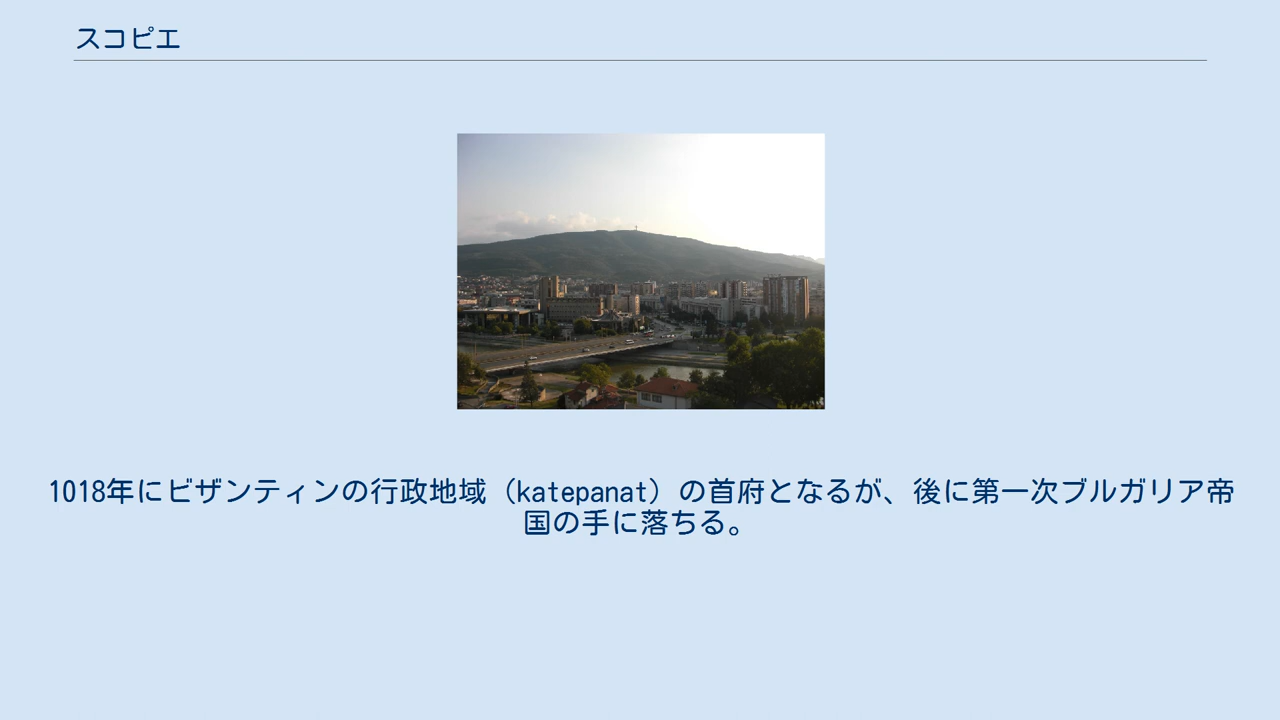 スコピエ
1018年にビザンティンの行政地域（katepanat）の首府となるが、後に第一次ブルガリア帝
国の手に落ちる。